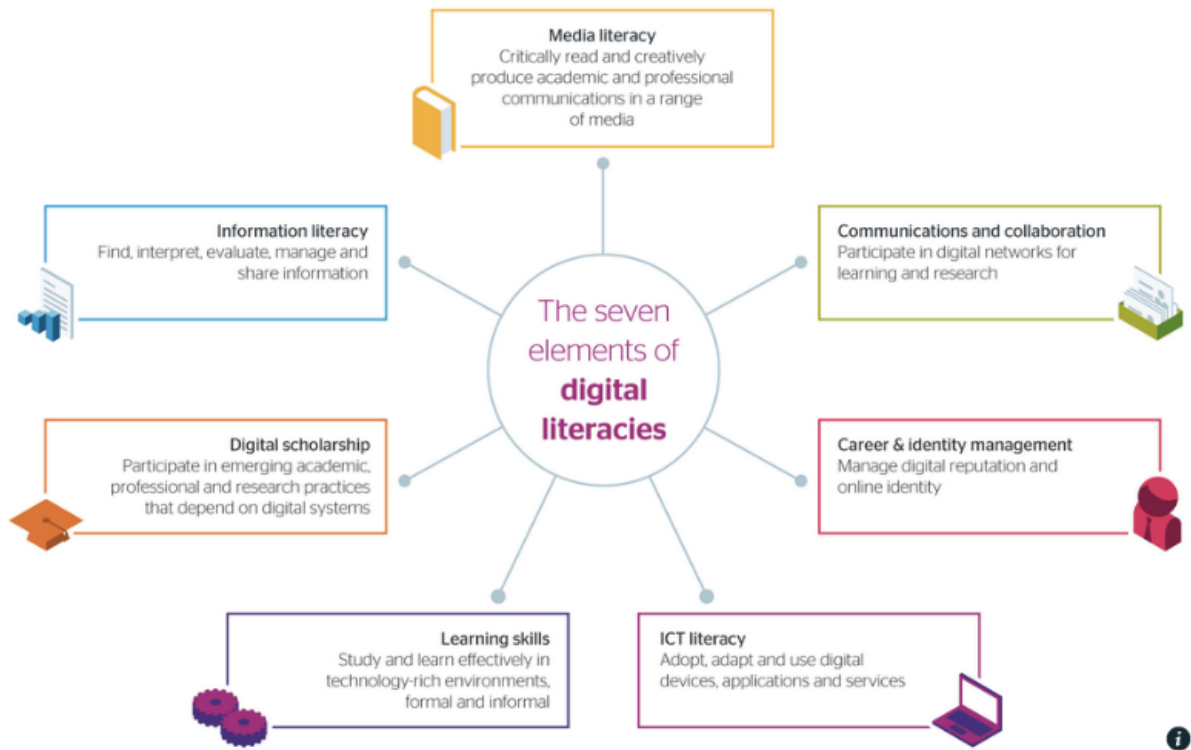 Media literacy
Critically read and creatively
produce academic and professional
communications in a range
of media
Information literacy
Find, interpret, evaluate, manage and
share information
Communications and collaboration
Participate in digital networks for
learning and research
The seven
elements of
digital
literacies
Digital scholarship
Participate in emerging academic,
professional and research practices
that depend on digital systems
Career & identity management
Manage digital reputation and
online identity
Learning skills
Study and learn effectively in
technology-rich environments,
formal and informal
ICT literacy
Adopt, adapt and use digital
devices, applications and services
i